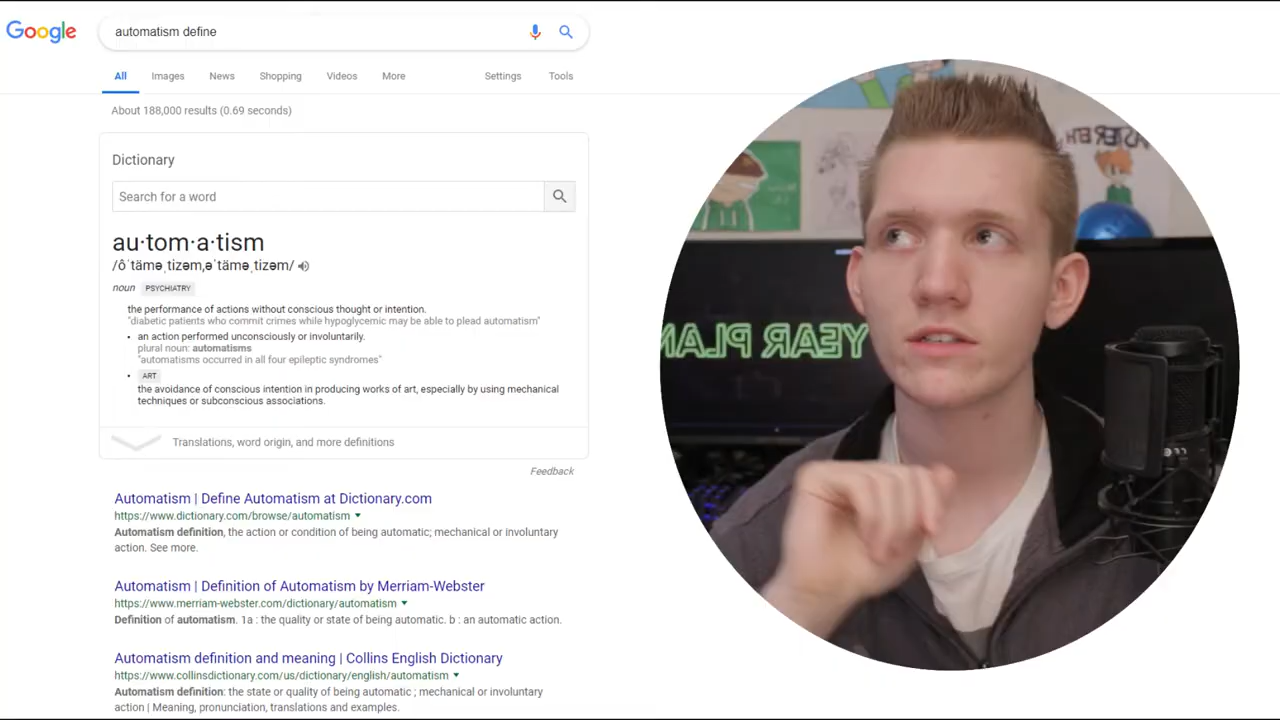 Google
automatism define
All Images News Shopping Videos More Settings Tools
About 188,000 results (0.69 seconds)
Dictionary
Search for a word
au·tom·a·tism
/ôˈtäməˌtizəm,əˈtäməˌtizəm/
noun PSYCHIATRY
the performance of actions without conscious thought or intention.
"diabetic patients who commit crimes while hypoglycemic may be able to plead automatism"
• an action performed unconsciously or involuntarily.
plural noun: automatisms
"automatisms occurred in all four epileptic syndromes"
• ART
the avoidance of conscious intention in producing works of art, especially by using mechanical
techniques or subconscious associations.
Translations, word origin, and more definitions
Feedback
Automatism | Define Automatism at Dictionary.com
https://www.dictionary.com/browse/automatism
Automatism definition, the action or condition of being automatic; mechanical or involuntary
action. See more.
Automatism | Definition of Automatism by Merriam-Webster
https://www.merriam-webster.com/dictionary/automatism
Definition of automatism. 1a : the quality or state of being automatic. b : an automatic action.
Automatism definition and meaning | Collins English Dictionary
https://www.collinsdictionary.com/us/dictionary/english/automatism
Automatism definition: the state or quality of being automatic ; mechanical or involuntary
action | Meaning, pronunciation, translations and examples.
YEAR PLAN